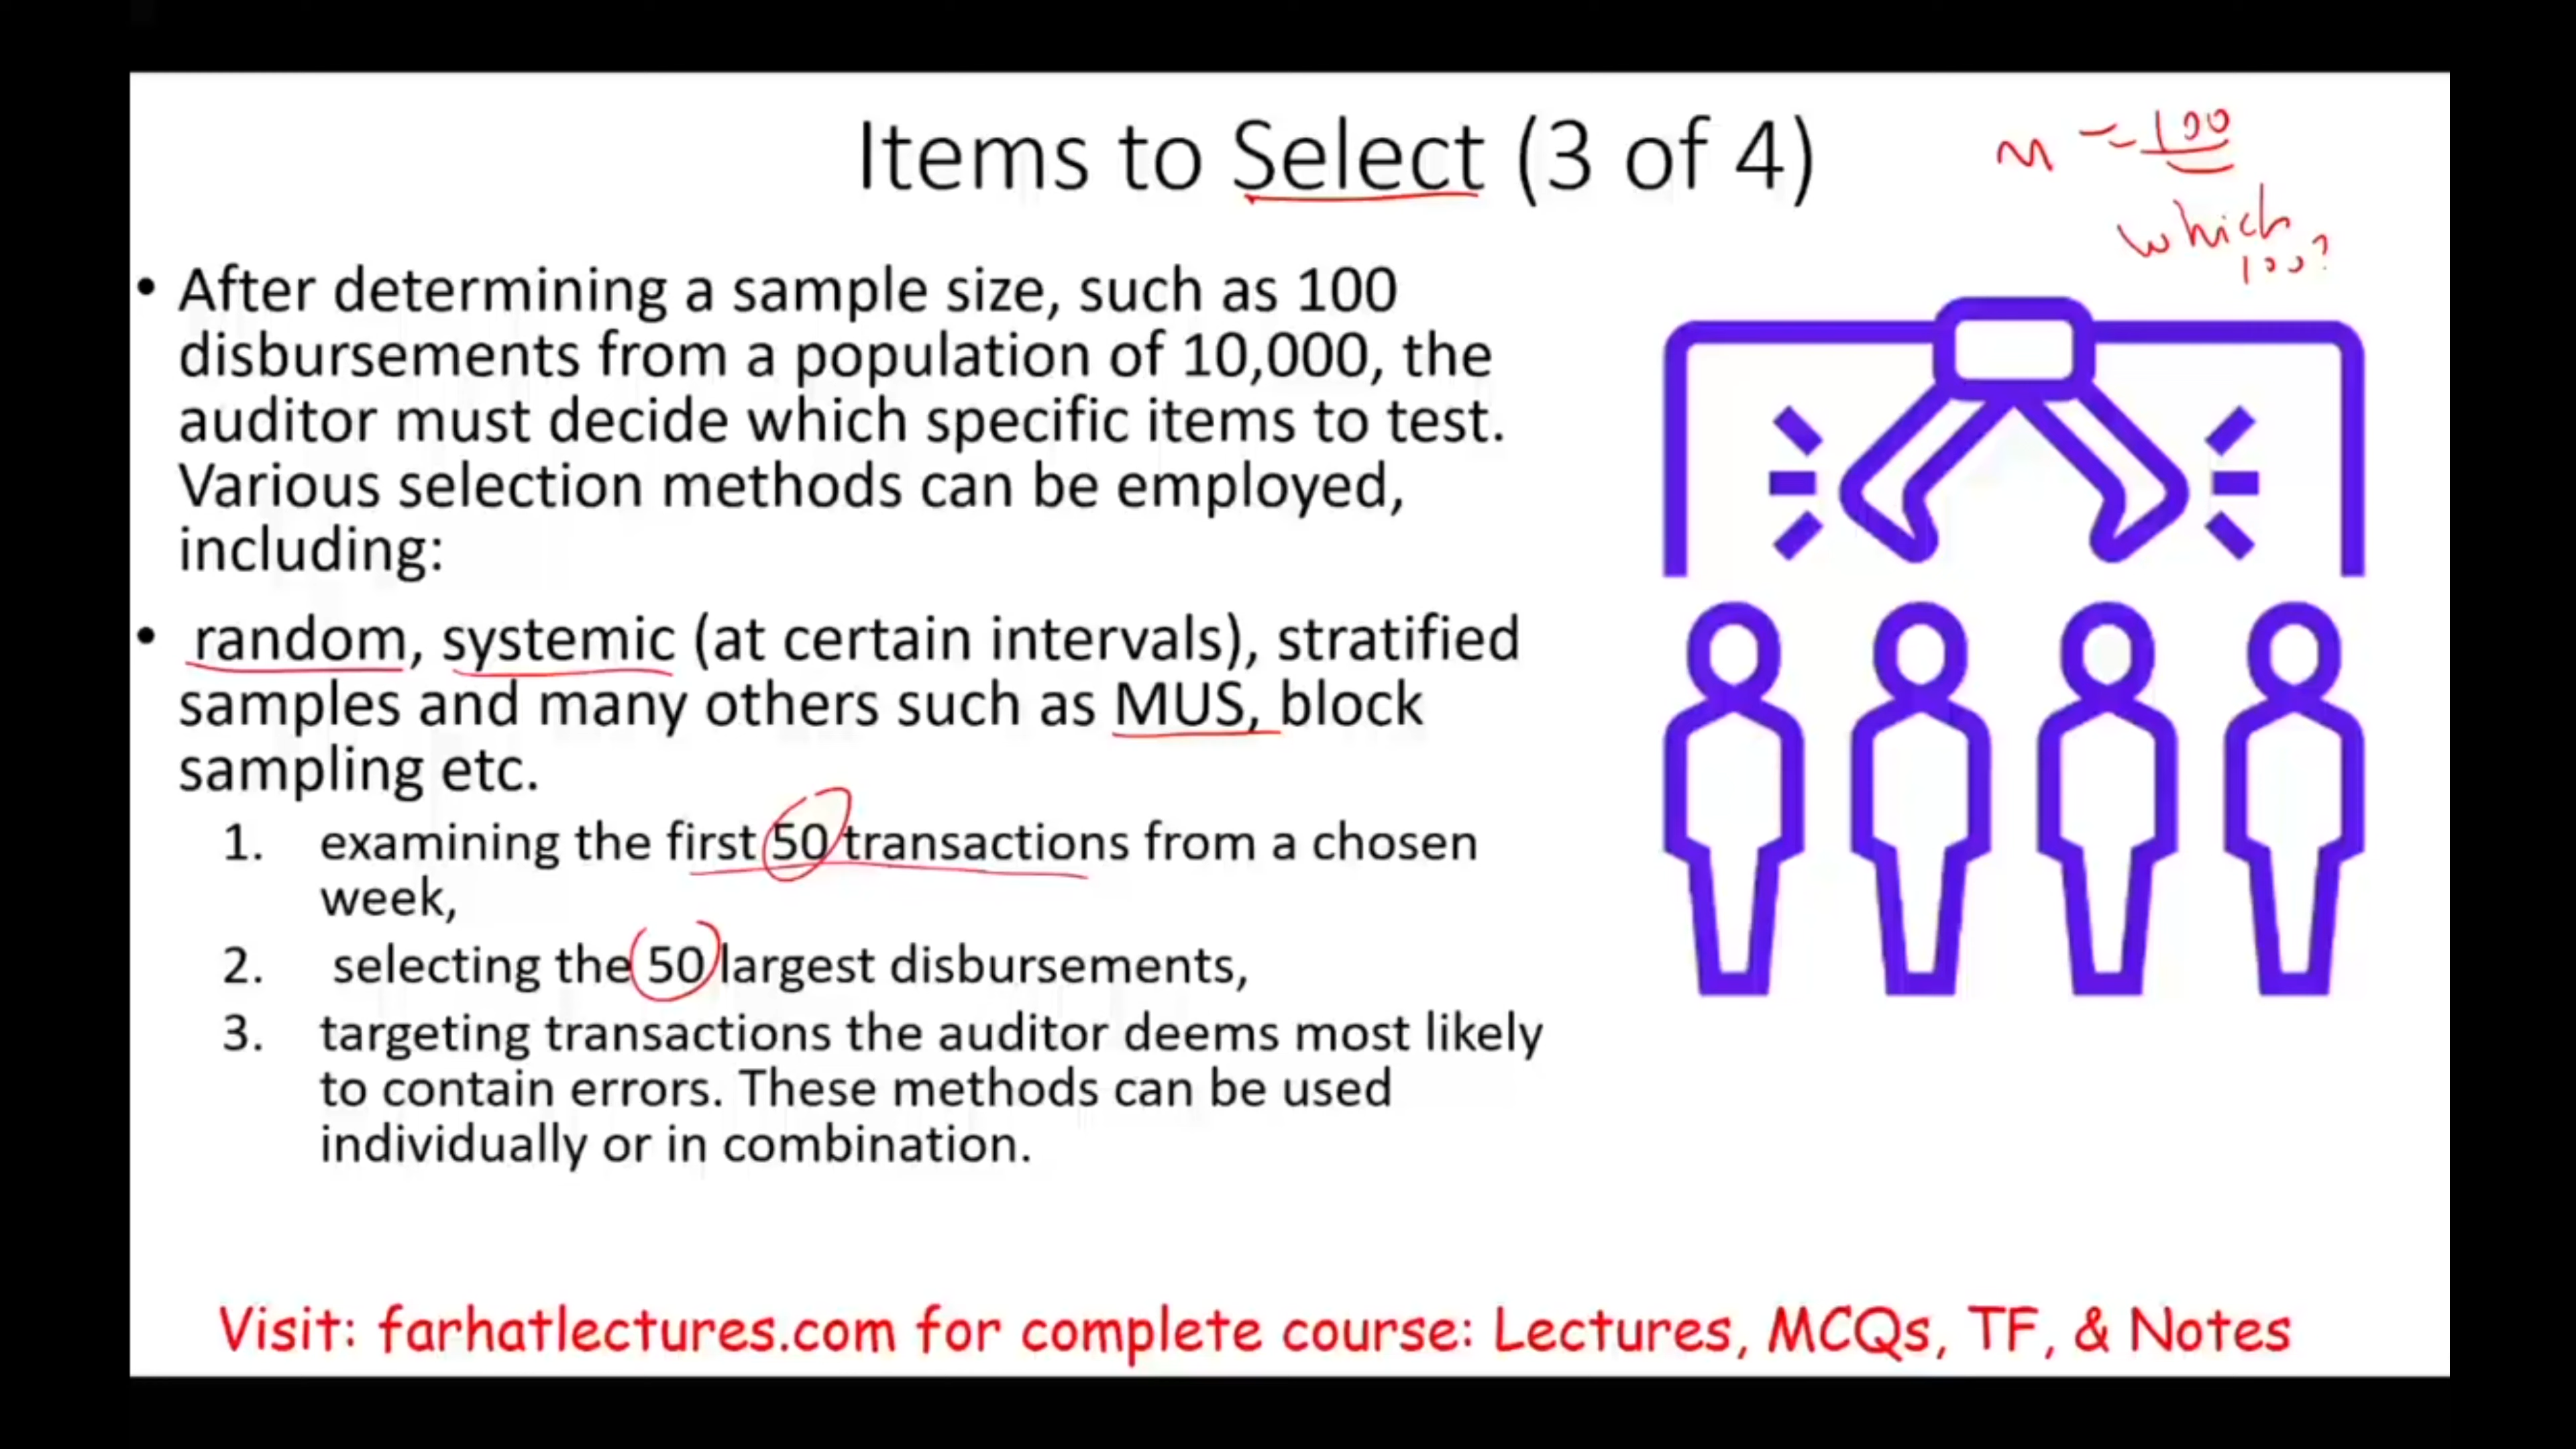 Items to Select (3 of 4)
n = 100
which
100?
• After determining a sample size, such as 100
disbursements from a population of 10,000, the
auditor must decide which specific items to test.
Various selection methods can be employed,
including:
• random, systemic (at certain intervals), stratified
samples and many others such as MUS, block
sampling etc.
1. examining the first 50 transactions from a chosen
week,
2. selecting the 50 largest disbursements,
3. targeting transactions the auditor deems most likely
to contain errors. These methods can be used
individually or in combination.
Visit: farhatlectures.com for complete course: Lectures, MCQs, TF, & Notes